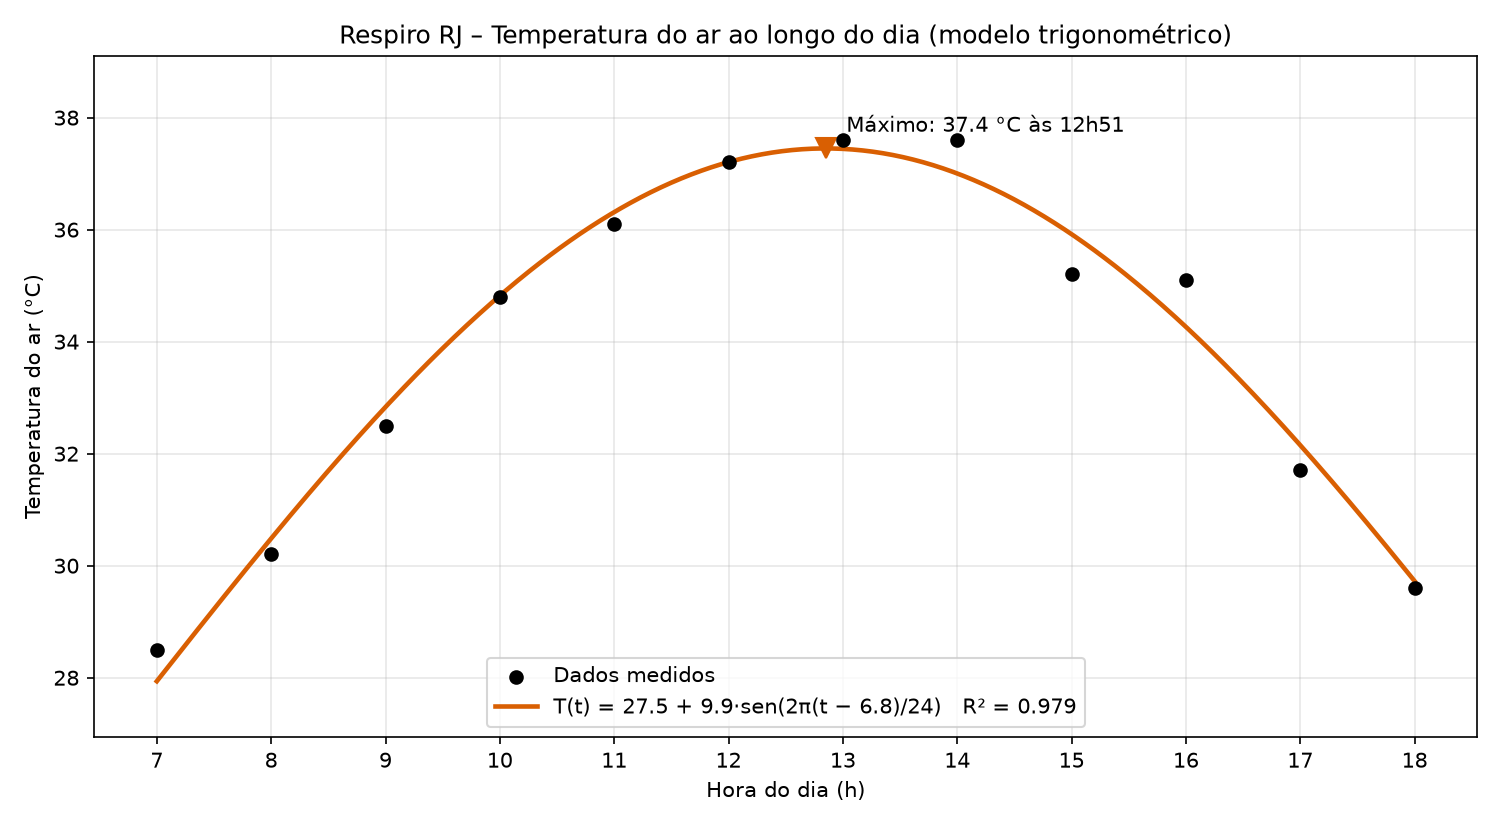 Respiro RJ – Temperatura do ar ao longo do dia (modelo trigonométrico)
Temperatura do ar (°C)
38
36
34
32
30
28
Máximo: 37.4 °C às 12h51
Dados medidos
T(t) = 27.5 + 9.9·sen(2π(t − 6.8)/24)   R² = 0.979
7 8 9 10 11 12 13 14 15 16 17 18
Hora do dia (h)